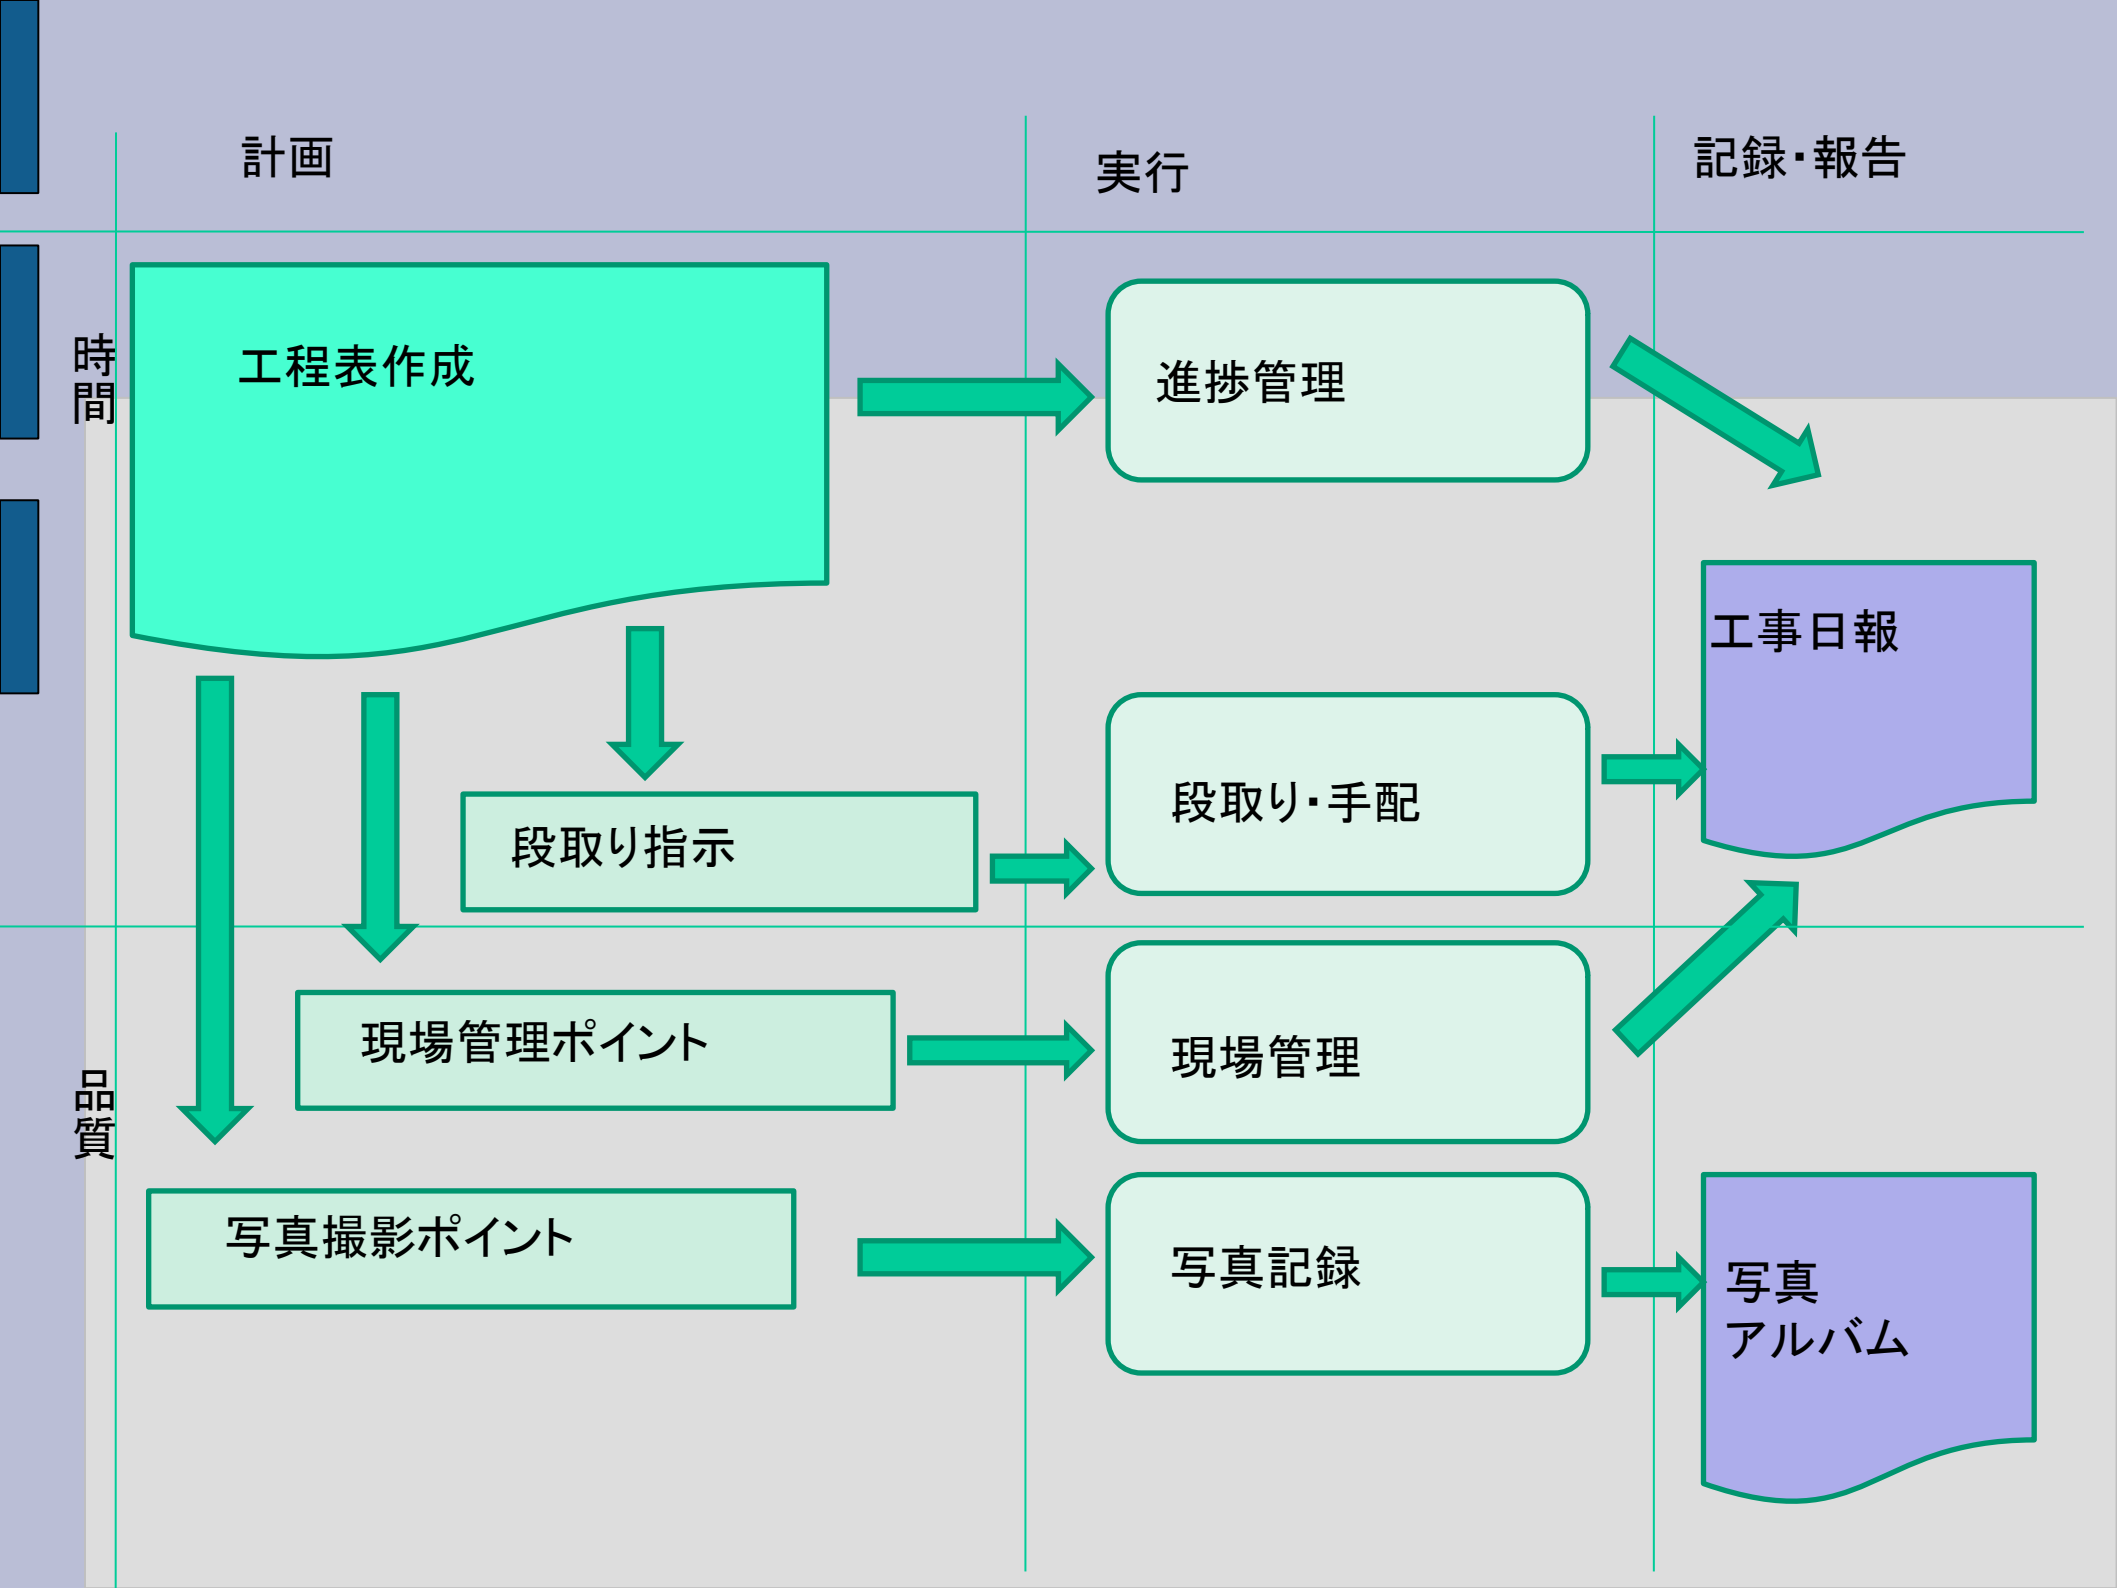 計画
実行
記録・報告
時間
工程表作成
進捗管理
工事日報
段取り指示
段取り・手配
現場管理ポイント
現場管理
品質
写真撮影ポイント
写真記録
写真
アルバム